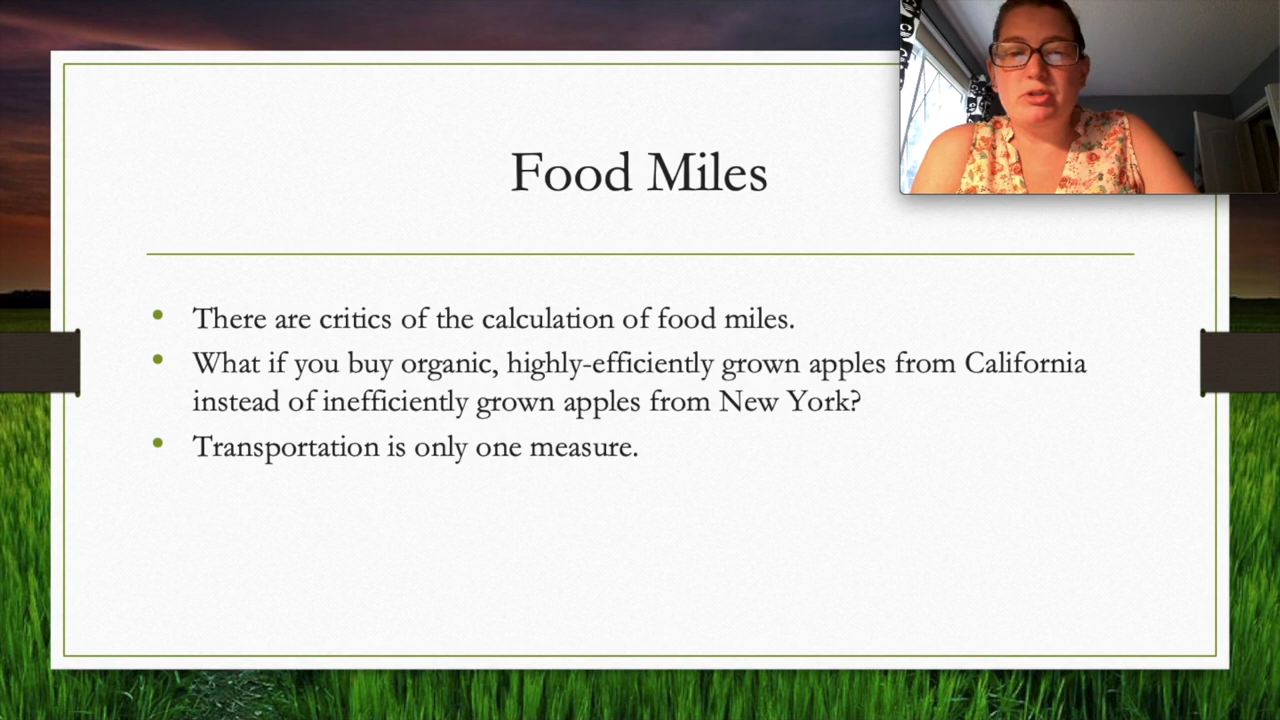 Food Miles
There are critics of the calculation of food miles.
What if you buy organic, highly-efficiently grown apples from California
instead of inefficiently grown apples from New York?
Transportation is only one measure.